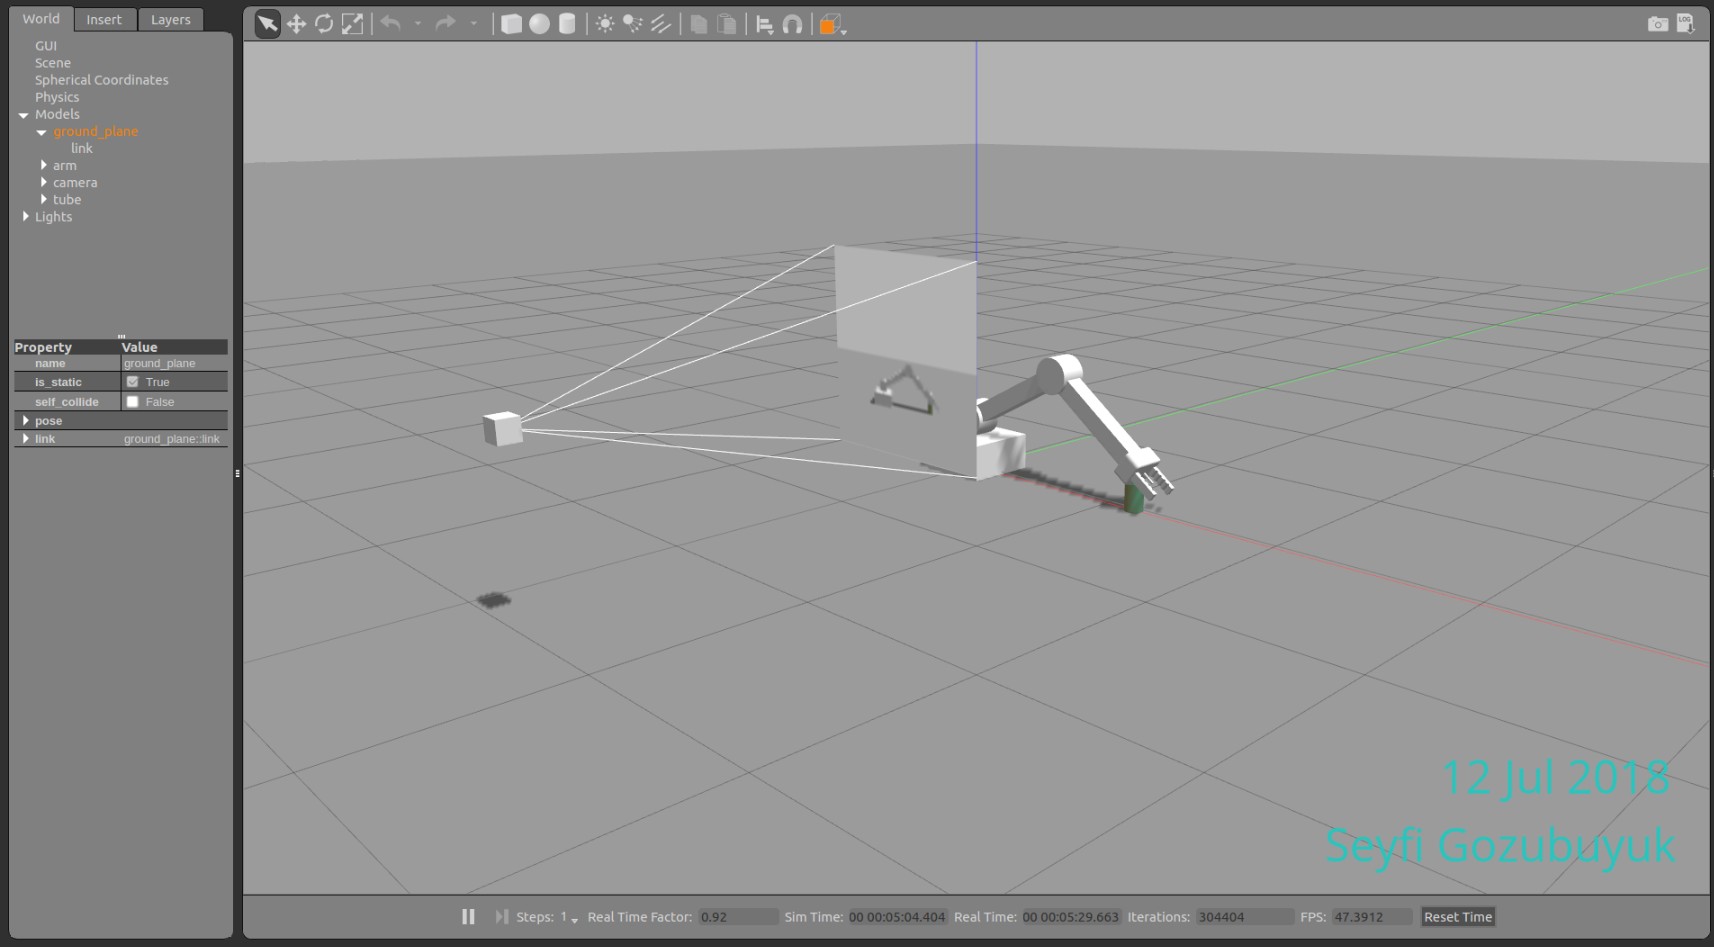 World Insert Layers
GUI
Scene
Spherical Coordinates
Physics
Models
ground_plane
link
arm
camera
tube
Lights
Property Value
name ground_plane
is_static True
self_collide False
pose
link ground_plane::link
LOG
12 Jul 2018
Seyfi Gozubuyuk
Steps: 1 Real Time Factor: 0.92 Sim Time: 00 00:05:04.404 Real Time: 00 00:05:29.663 Iterations: 304404 FPS: 47.3912 Reset Time